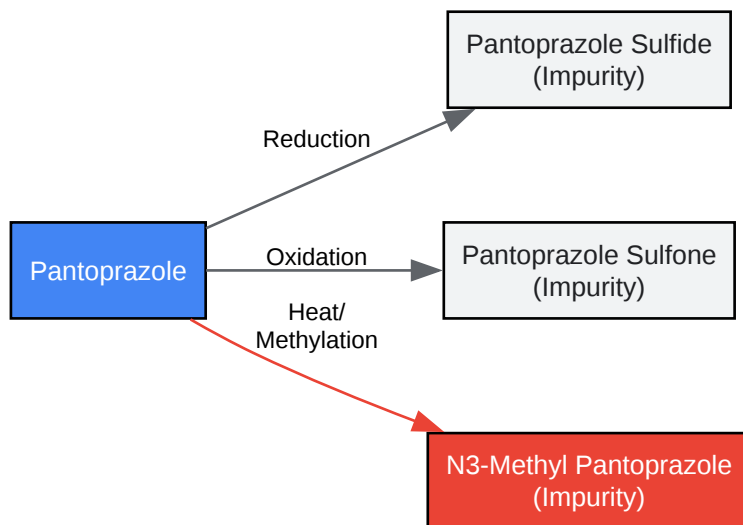 Pantoprazole Sulfide
(Impurity)
Reduction
Pantoprazole
Oxidation
Pantoprazole Sulfone
(Impurity)
Heat/
Methylation
N3-Methyl Pantoprazole
(Impurity)